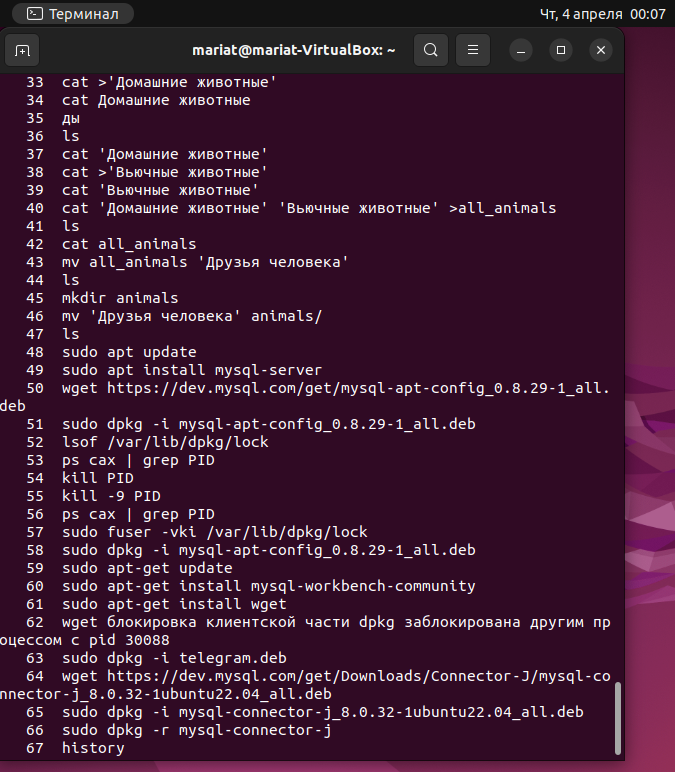 Терминал
Чт, 4 апреля 00:07
mariat@mariat-VirtualBox: ~
33 cat >'Домашние животные'
34 cat Домашние животные
35 ды
36 ls
37 cat 'Домашние животные'
38 cat >'Вьючные животные'
39 cat 'Вьючные животные'
40 cat 'Домашние животные' 'Вьючные животные' >all_animals
41 ls
42 cat all_animals
43 mv all_animals 'Друзья человека'
44 ls
45 mkdir animals
46 mv 'Друзья человека' animals/
47 ls
48 sudo apt update
49 sudo apt install mysql-server
50 wget https://dev.mysql.com/get/mysql-apt-config_0.8.29-1_all.
deb
51 sudo dpkg -i mysql-apt-config_0.8.29-1_all.deb
52 lsof /var/lib/dpkg/lock
53 ps cax | grep PID
54 kill PID
55 kill -9 PID
56 ps cax | grep PID
57 sudo fuser -vki /var/lib/dpkg/lock
58 sudo dpkg -i mysql-apt-config_0.8.29-1_all.deb
59 sudo apt-get update
60 sudo apt-get install mysql-workbench-community
61 sudo apt-get install wget
62 wget блокировка клиентской части dpkg заблокирована другим пр
оцессом с pid 30088
63 sudo dpkg -i telegram.deb
64 wget https://dev.mysql.com/get/Downloads/Connector-J/mysql-co
nnector-j_8.0.32-1ubuntu22.04_all.deb
65 sudo dpkg -i mysql-connector-j_8.0.32-1ubuntu22.04_all.deb
66 sudo dpkg -r mysql-connector-j
67 history